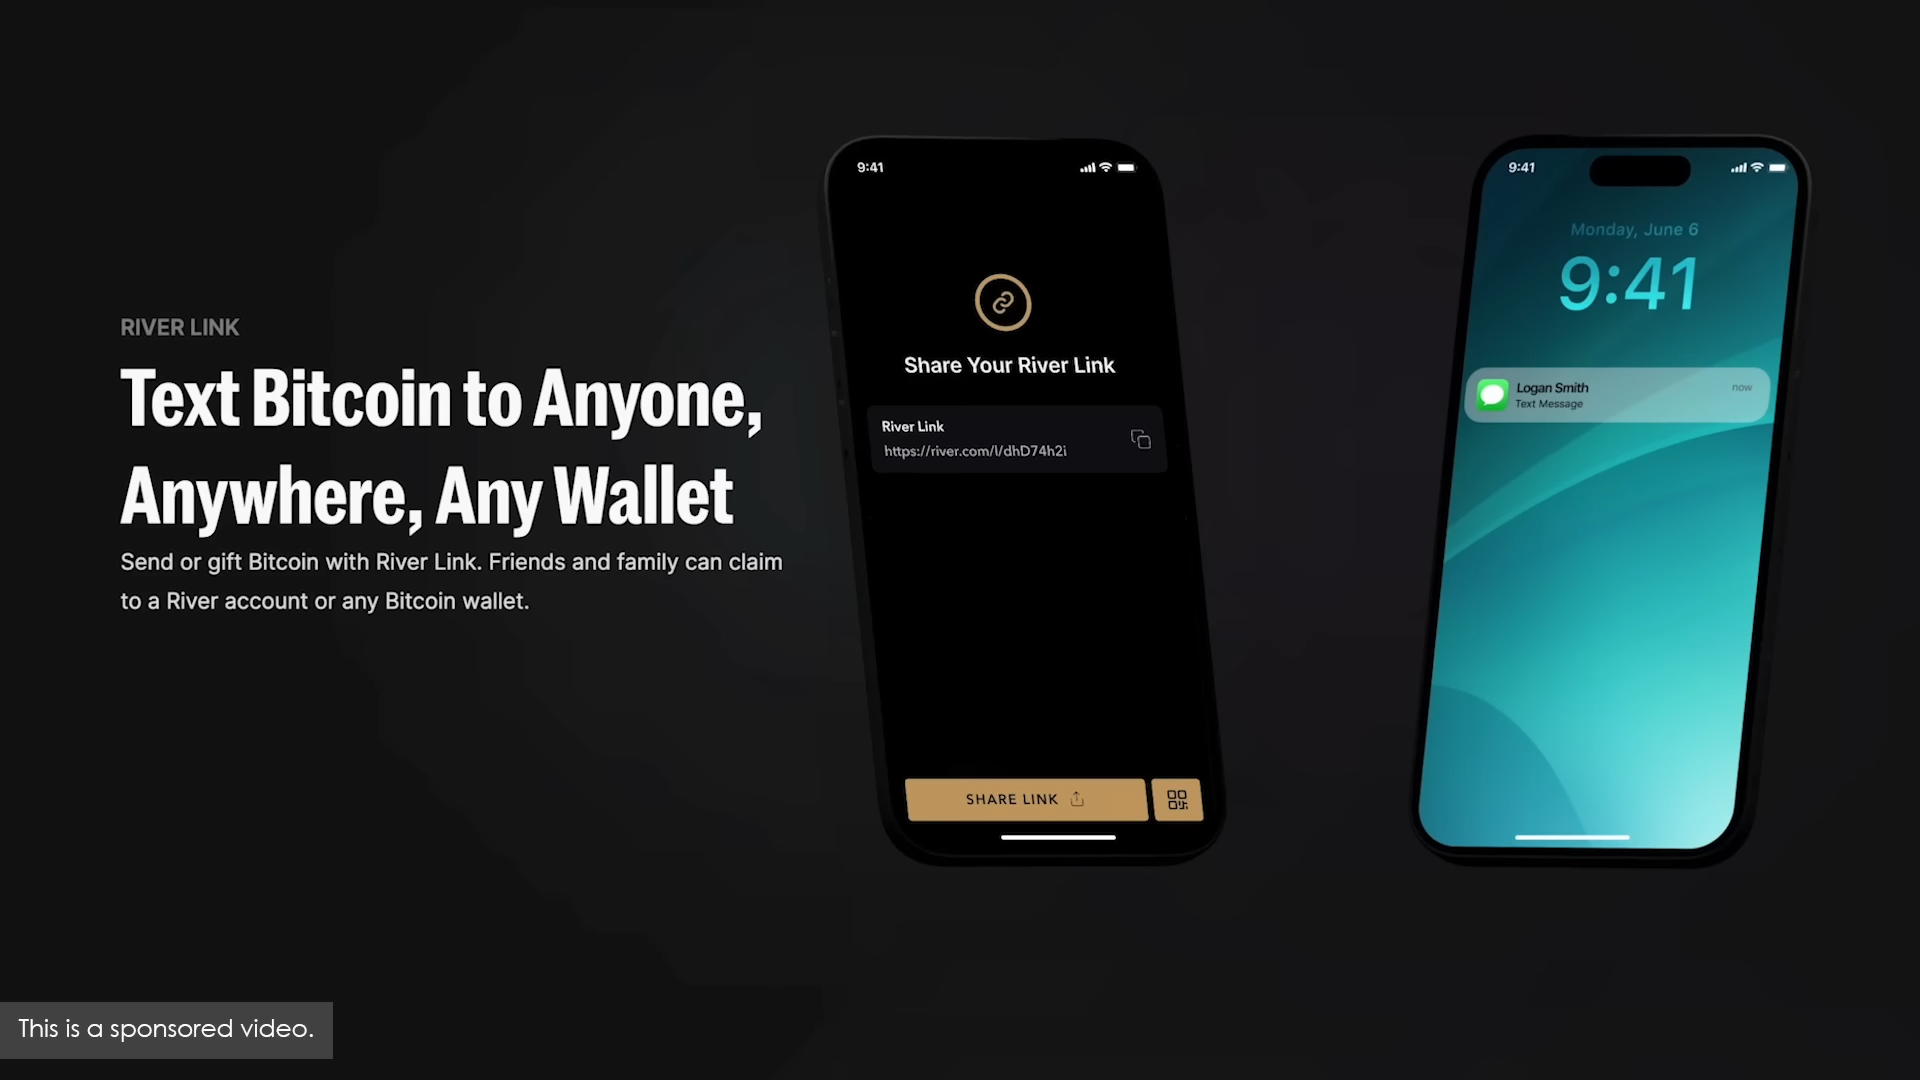 RIVER LINK
Text Bitcoin to Anyone,
Anywhere, Any Wallet
Send or gift Bitcoin with River Link. Friends and family can claim
to a River account or any Bitcoin wallet.
9:41
Share Your River Link
River Link
https://river.com/l/dhD74h2i
SHARE LINK
9:41
Monday, June 6
9:41
Logan Smith
now
Text Message
This is a sponsored video.